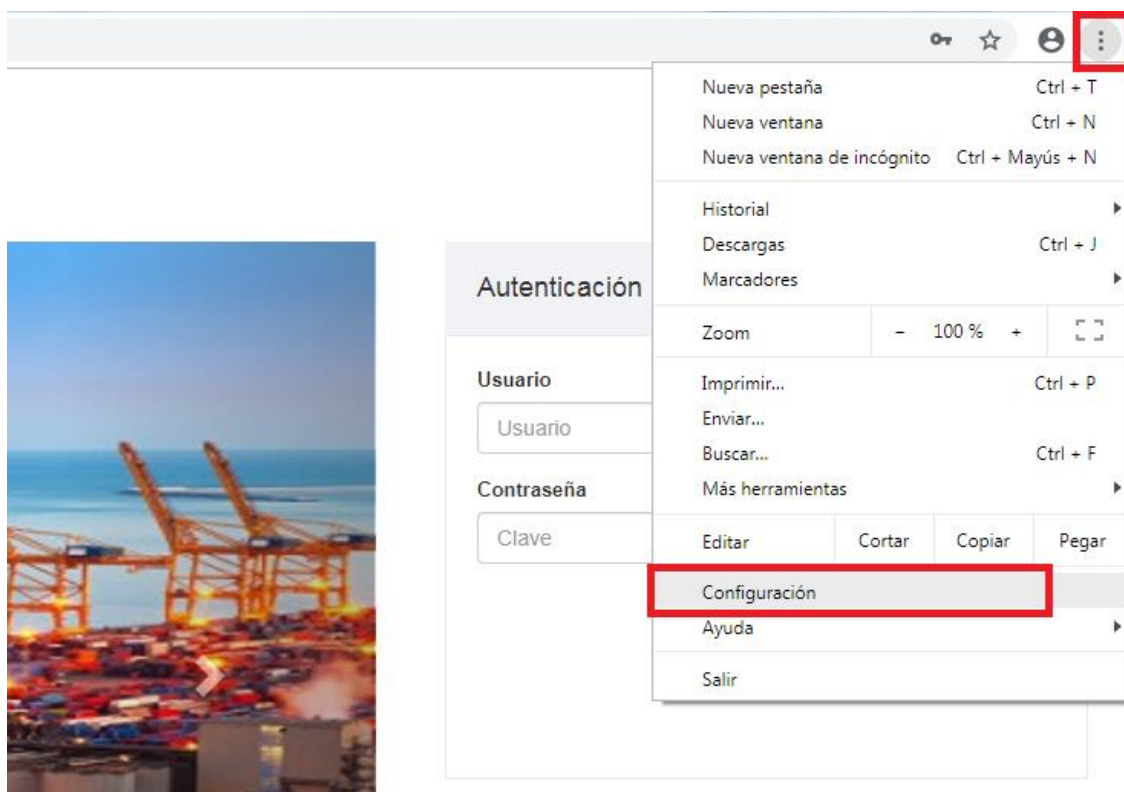 Nueva pestaña Ctrl + T
Nueva ventana Ctrl + N
Nueva ventana de incógnito Ctrl + Mayús + N
Historial
Descargas Ctrl + J
Marcadores
Zoom - 100 % +
Imprimir... Ctrl + P
Enviar...
Buscar... Ctrl + F
Más herramientas
Editar Cortar Copiar Pegar
Configuración
Ayuda
Salir
Autenticación
Usuario
Usuario
Contraseña
Clave